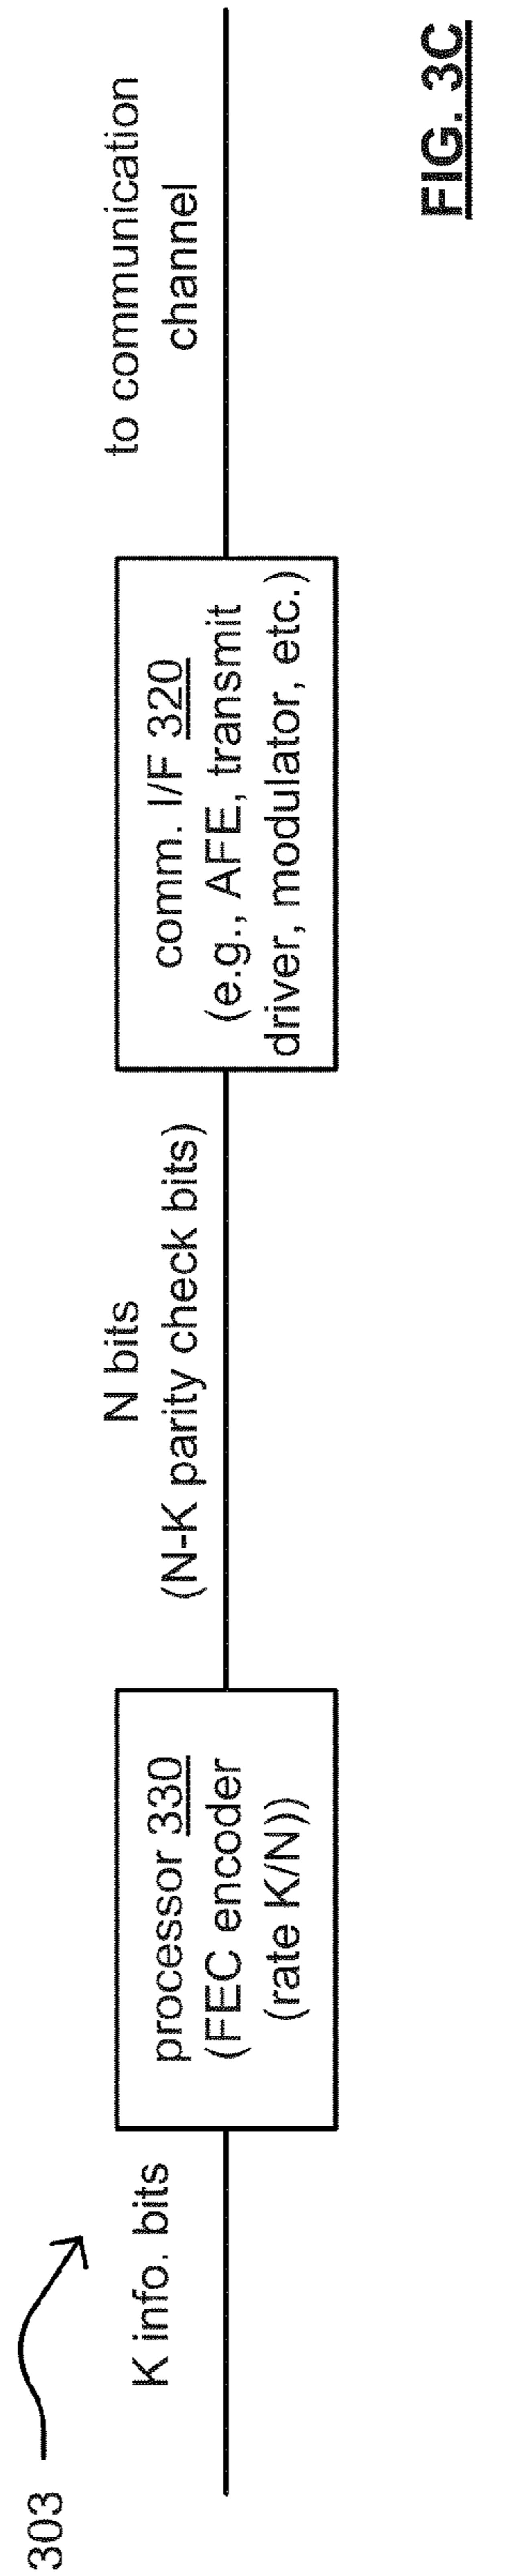 303
K info. bits
processor 330
(FEC encoder
(rate K/N))
N bits
(N-K parity check bits)
comm. I/F 320
(e.g., AFE, transmit
driver, modulator, etc.)
to communication
channel
FIG. 3C